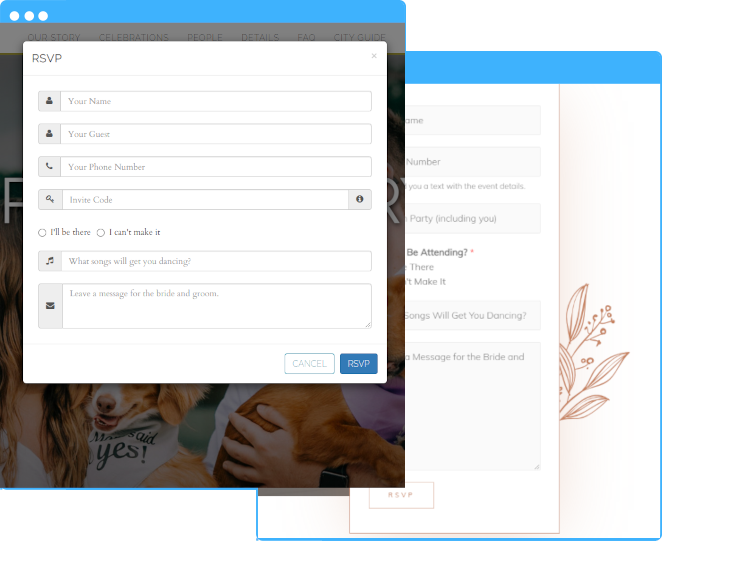 OUR STORY CELEBRATIONS PEOPLE DETAILS FAQ CITY GUIDE
RSVP ×
Your Name
Your Guest
Your Phone Number
Invite Code
I'll be there I can't make it
What songs will get you dancing?
Leave a message for the bride and groom.
CANCEL RSVP
said
yes!
Number
you a text with the event details.
Party (including you)
Be Attending? *
There
Make It
Songs Will Get You Dancing?
a Message for the Bride and
RSVP